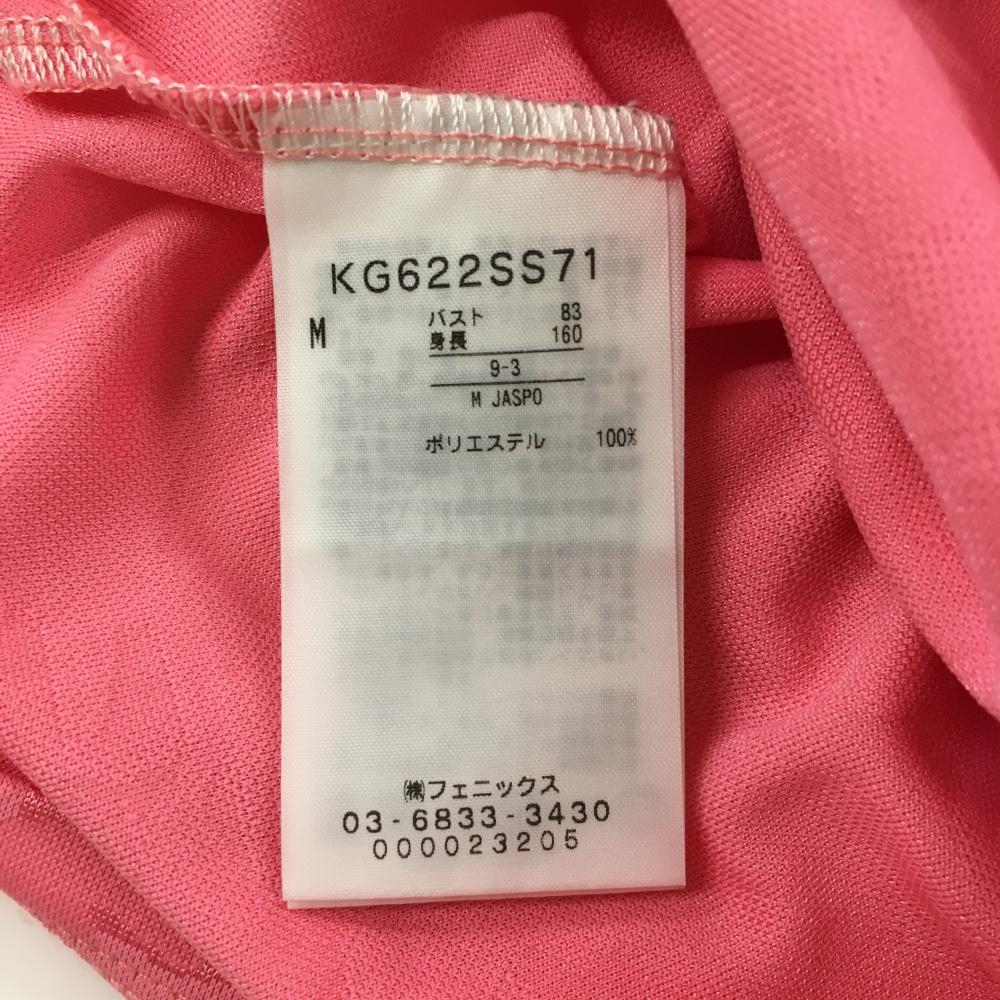 KG622SS71
M バスト 83
身長 160
9-3
M JASPO
ポリエステル 100%
㈱フェニックス
03-6833-3430
000023205